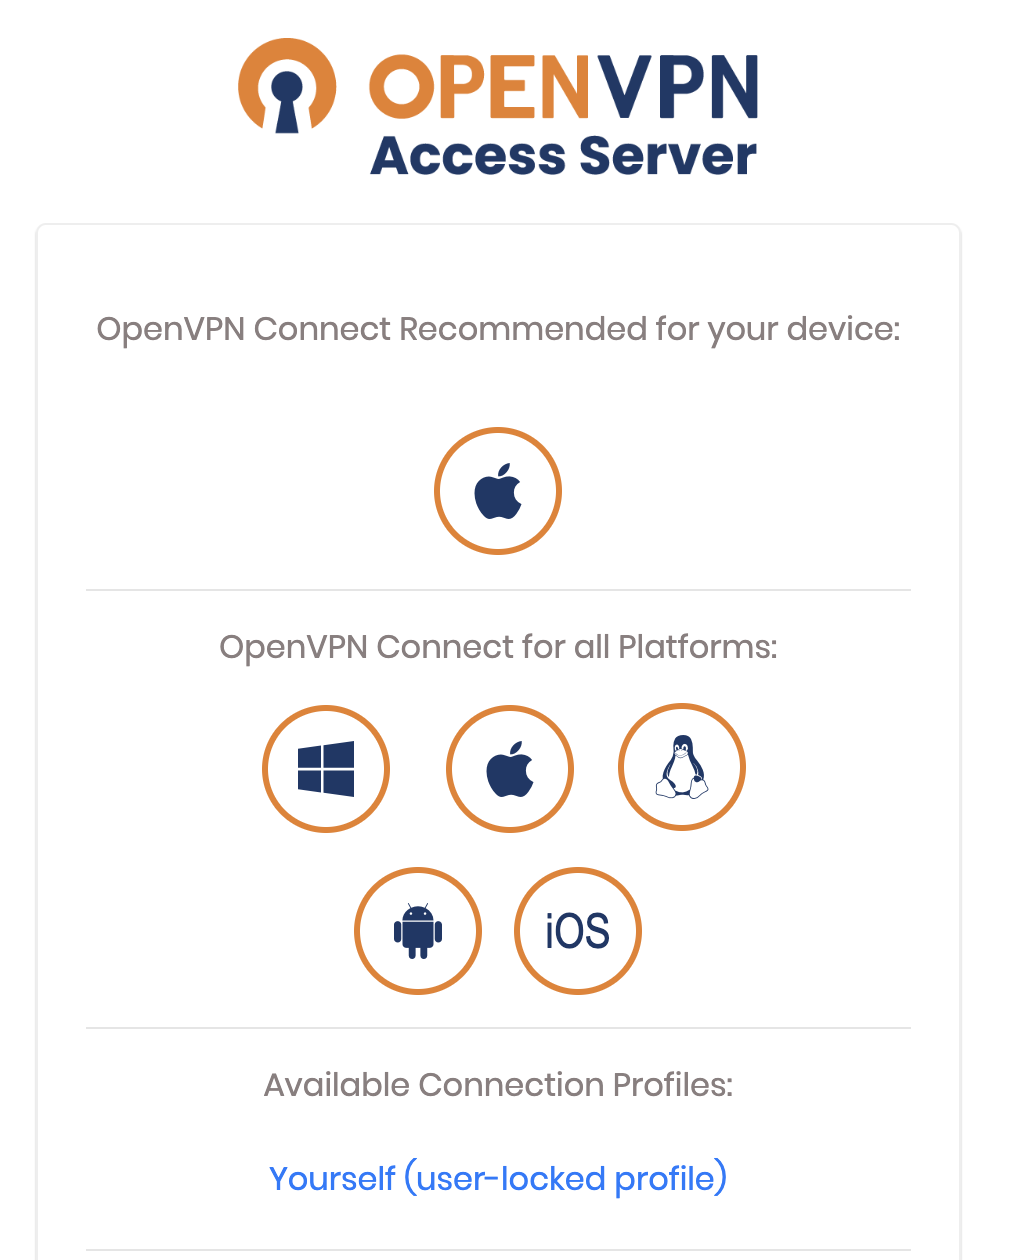 OPENVPN
Access Server
OpenVPN Connect Recommended for your device:
OpenVPN Connect for all Platforms:
iOS
Available Connection Profiles:
Yourself (user-locked profile)